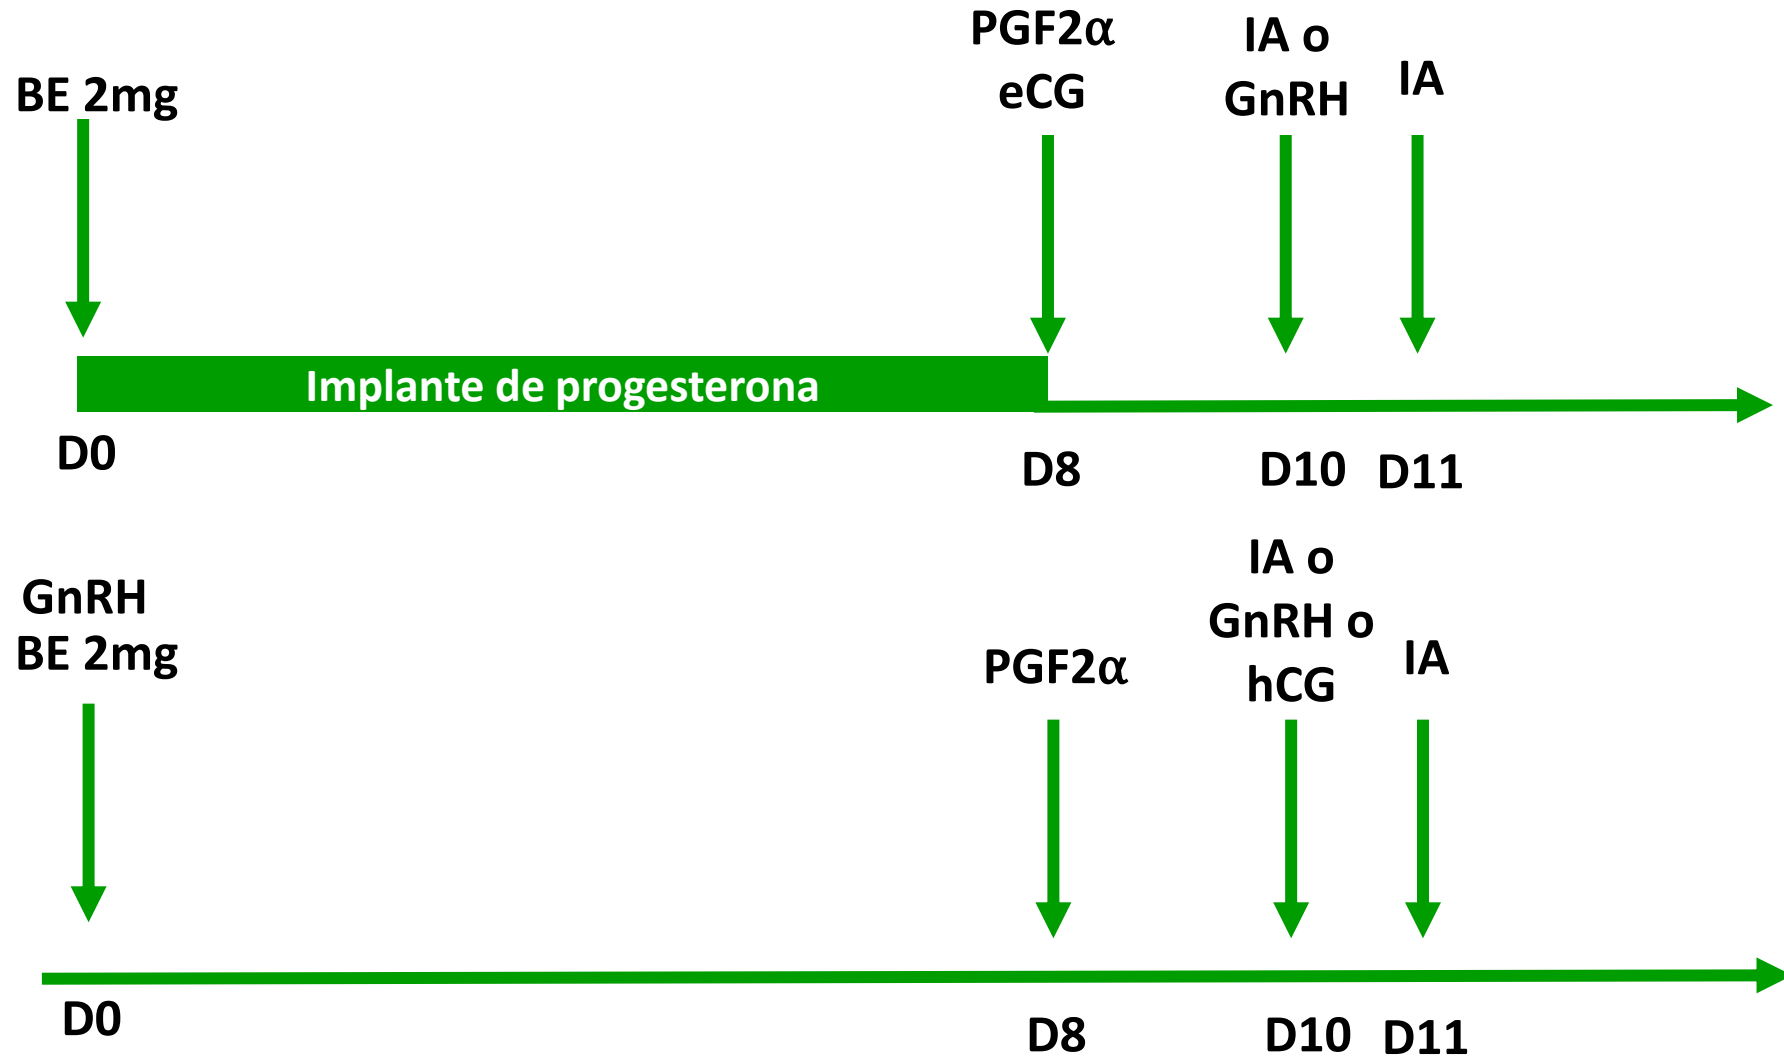 BE 2mg
PGF2α
eCG
IA o
GnRH
IA
Implante de progesterona
D0
D8
D10
D11
GnRH
BE 2mg
PGF2α
IA o
GnRH o
hCG
IA
D0
D8
D10
D11